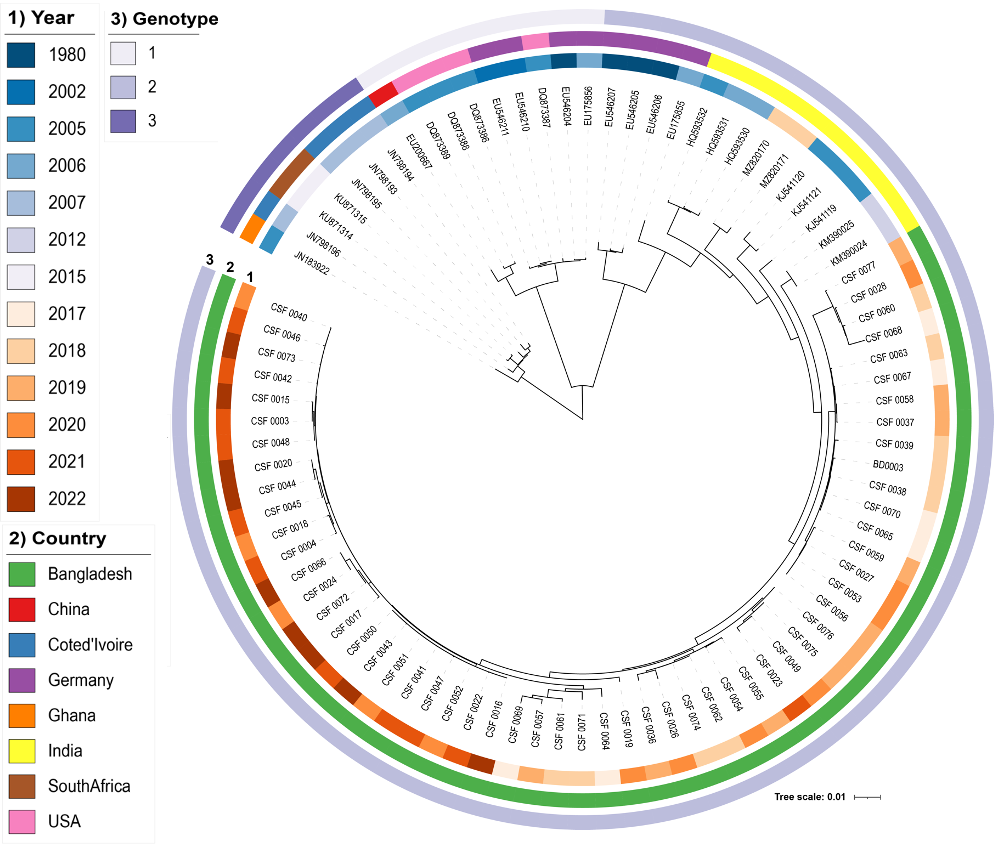 1) Year
1980
2002
2005
2006
2007
2012
2015
2017
2018
2019
2020
2021
2022
2) Country
Bangladesh
China
Coted'Ivoire
Germany
Ghana
India
SouthAfrica
USA
3) Genotype
1
2
3
3
2
1
JN183922
JN798196
KU871314
KU871315
JN798195
JN798193
JN798194
EU200667
DQ873389
DQ873388
DQ873386
EU546211
EU546210
DQ873387
EU546204
EU175856
EU546207
EU546205
EU546206
EU175855
HQ593532
HQ593531
HQ593530
MZ820170
MZ820171
KJ541120
KJ541121
KJ541119
KM390025
KM390024
CSF 0077
CSF 0028
CSF 0060
CSF 0068
CSF 0063
CSF 0067
CSF 0058
CSF 0037
CSF 0039
BD0003
CSF 0038
CSF 0070
CSF 0065
CSF 0059
CSF 0027
CSF 0053
CSF 0056
CSF 0076
CSF 0075
CSF 0049
CSF 0023
CSF 0055
CSF 0054
CSF 0062
CSF 0074
CSF 0026
CSF 0036
CSF 0019
CSF 0064
CSF 0071
CSF 0061
CSF 0057
CSF 0069
CSF 0016
CSF 0022
CSF 0052
CSF 0047
CSF 0041
CSF 0051
CSF 0043
CSF 0050
CSF 0017
CSF 0072
CSF 0024
CSF 0066
CSF 0004
CSF 0018
CSF 0045
CSF 0044
CSF 0020
CSF 0048
CSF 0003
CSF 0015
CSF 0042
CSF 0073
CSF 0046
CSF 0040
Tree scale: 0.01